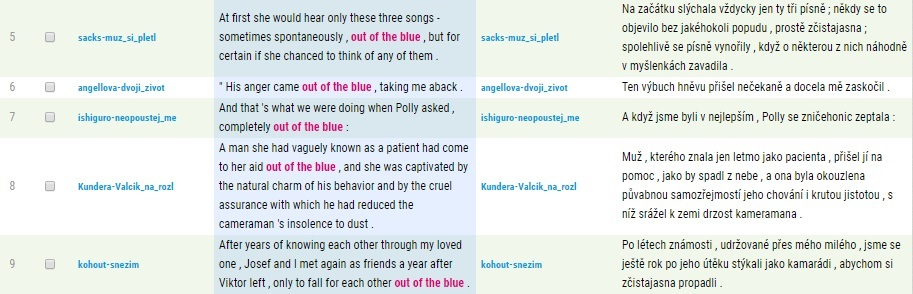 5 sacks-muz_si_pletl
At first she would hear only these three songs -
sometimes spontaneously , out of the blue , but for
certain if she chanced to think of any of them .
sacks-muz_si_pletl
Na začátku slýchala vždycky jen ty tři písně ; někdy se to
objevilo bez jakéhokoli popudu , prostě zčistajasna ;
spolehlivě se písně vynořily , když o některou z nich náhodně
v myšlenkách zavadila .
6 angellova-dvoji_zivot
" His anger came out of the blue , taking me aback .
angellova-dvoji_zivot
Ten výbuch hněvu přišel nečekaně a docela mě zaskočil .
7 ishiguro-neopoustej_me
And that 's what we were doing when Polly asked ,
completely out of the blue :
ishiguro-neopoustej_me
A když jsme byli v nejlepším , Polly se zničehonic zeptala :
8 Kundera-Valcik_na_rozl
A man she had vaguely known as a patient had come
to her aid out of the blue , and she was captivated by
the natural charm of his behavior and by the cruel
assurance with which he had reduced the
cameraman 's insolence to dust .
Kundera-Valcik_na_rozl
Muž , kterého znala jen letmo jako pacienta , přišel jí na
pomoc , jako by spadl z nebe , a ona byla okouzlena
půvabnou samozřejmostí jeho chování i krutou jistotou , s
níž srážel k zemi drzost kameramana .
9 kohout-snezim
After years of knowing each other through my loved
one , Josef and I met again as friends a year after
Viktor left , only to fall for each other out of the blue .
kohout-snezim
Po létech známosti , udržované přes mého milého , jsme se
ještě rok po jeho útěku stýkali jako kamarádi , abychom si
zčistajasna propadli .